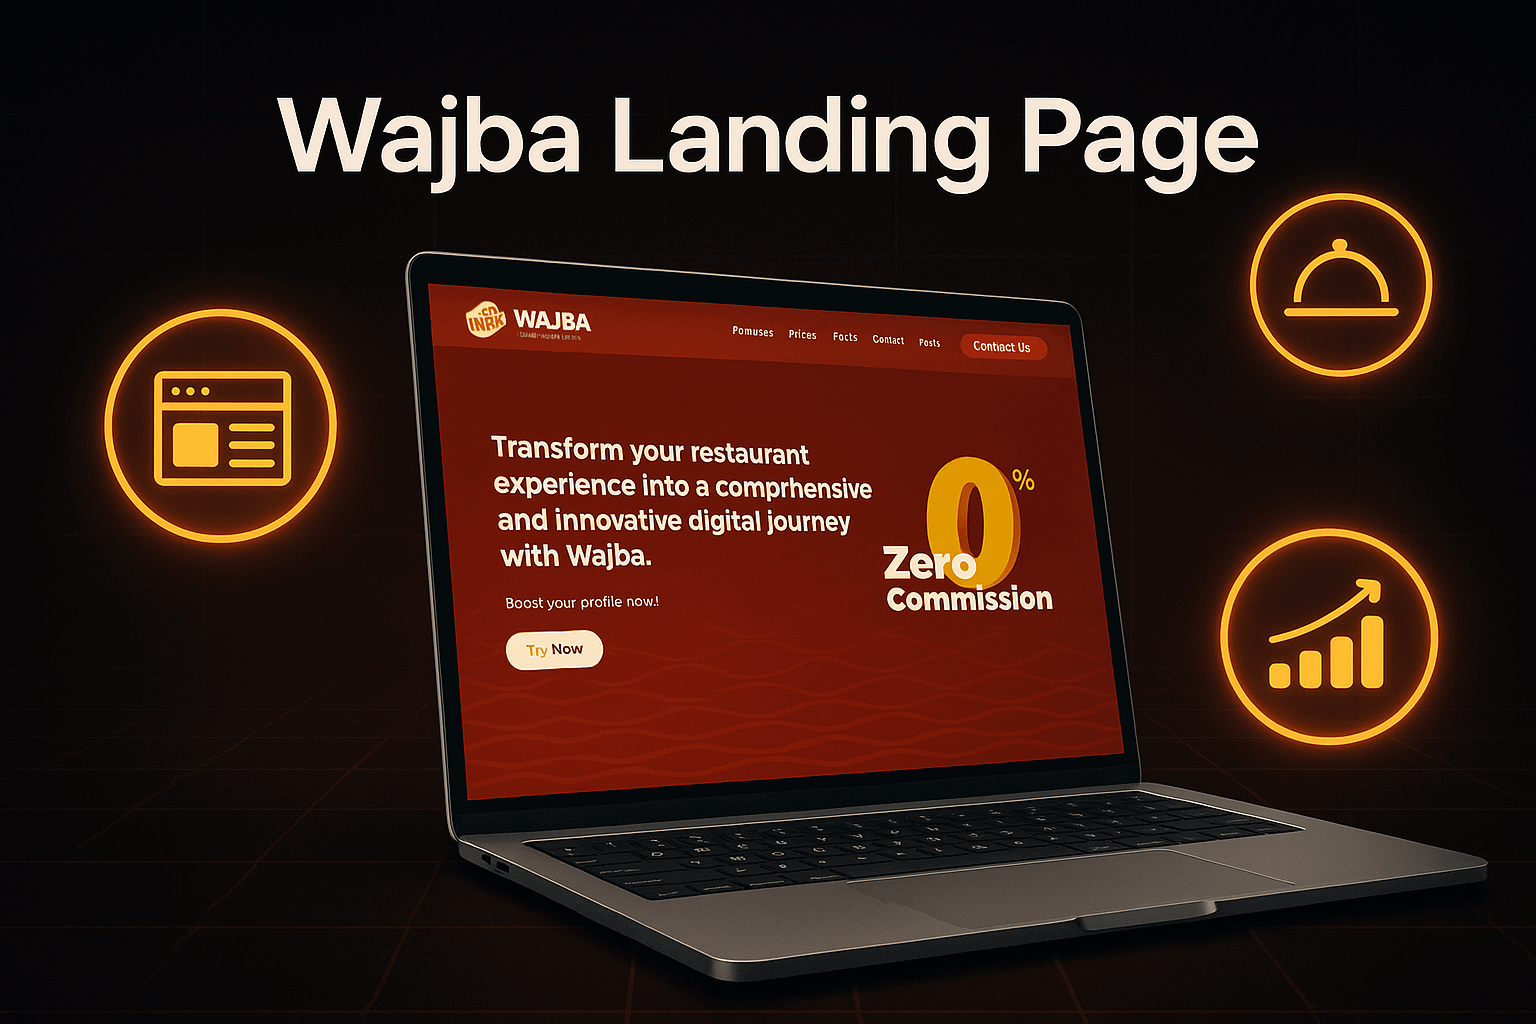 Wajba Landing Page
WAJBA
Pomuses Prices Focts Contact Posts Contiact Us
Transform your restaurant
experience into a comprhensive
and innovative digital journey
with Wajba.
0%
Zero
Commission
Boost your profile now.!
Try Now